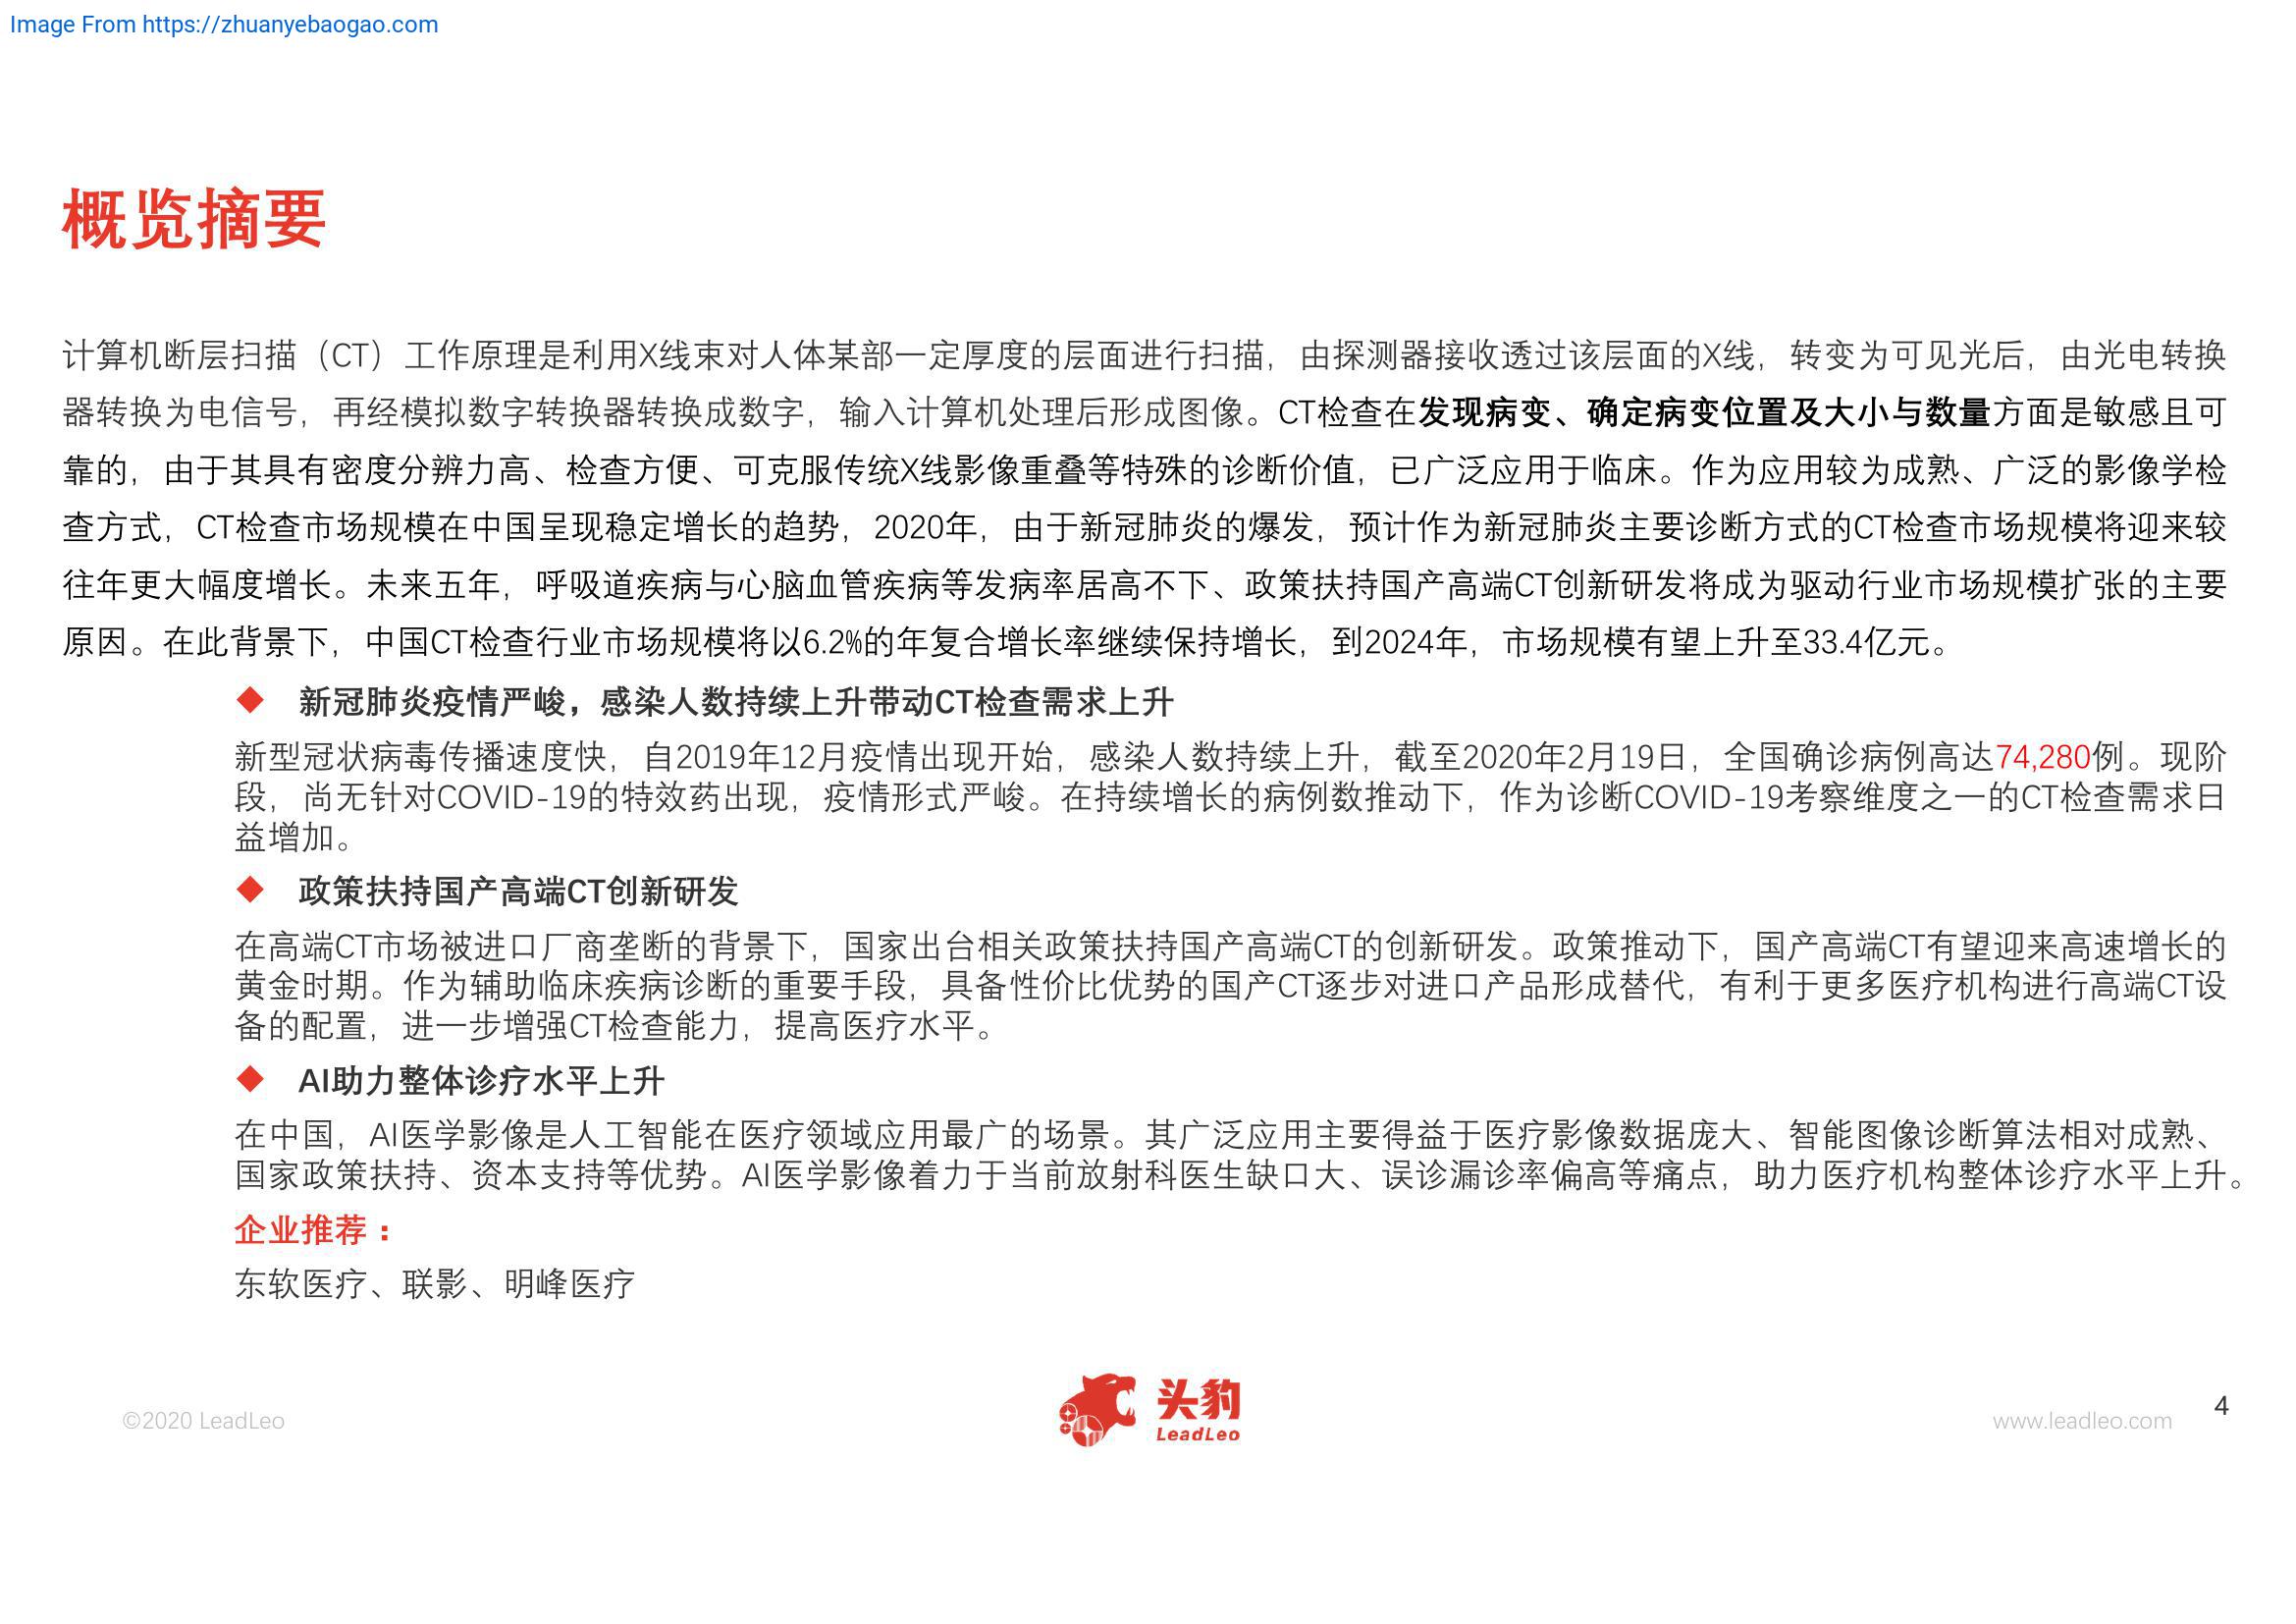 Image From https://zhuanyebaogao.com
概览摘要
计算机断层扫描（CT）工作原理是利用X线束对人体某部一定厚度的层面进行扫描，由探测器接收透过该层面的X线，转变为可见光后，由光电转换
器转换为电信号，再经模拟数字转换器转换成数字，输入计算机处理后形成图像。CT检查在发现病变、确定病变位置及大小与数量方面是敏感且可
靠的，由于其具有密度分辨力高、检查方便、可克服传统X线影像重叠等特殊的诊断价值，已广泛应用于临床。作为应用较为成熟、广泛的影像学检
查方式，CT检查市场规模在中国呈现稳定增长的趋势，2020年，由于新冠肺炎的爆发，预计作为新冠肺炎主要诊断方式的CT检查市场规模将迎来较
往年更大幅度增长。未来五年，呼吸道疾病与心脑血管疾病等发病率居高不下、政策扶持国产高端CT创新研发将成为驱动行业市场规模扩张的主要
原因。在此背景下，中国CT检查行业市场规模将以6.2%的年复合增长率继续保持增长，到2024年，市场规模有望上升至33.4亿元。
◆ 新冠肺炎疫情严峻，感染人数持续上升带动CT检查需求上升
新型冠状病毒传播速度快，自2019年12月疫情出现开始，感染人数持续上升，截至2020年2月19日，全国确诊病例高达74,280例。现阶
段，尚无针对COVID-19的特效药出现，疫情形式严峻。在持续增长的病例数推动下，作为诊断COVID-19考察维度之一的CT检查需求日
益增加。
◆ 政策扶持国产高端CT创新研发
在高端CT市场被进口厂商垄断的背景下，国家出台相关政策扶持国产高端CT的创新研发。政策推动下，国产高端CT有望迎来高速增长的
黄金时期。作为辅助临床疾病诊断的重要手段，具备性价比优势的国产CT逐步对进口产品形成替代，有利于更多医疗机构进行高端CT设
备的配置，进一步增强CT检查能力，提高医疗水平。
◆ AI助力整体诊疗水平上升
在中国，AI医学影像是人工智能在医疗领域应用最广的场景。其广泛应用主要得益于医疗影像数据庞大、智能图像诊断算法相对成熟、
国家政策扶持、资本支持等优势。AI医学影像着力于当前放射科医生缺口大、误诊漏诊率偏高等痛点，助力医疗机构整体诊疗水平上升。
企业推荐：
东软医疗、联影、明峰医疗
©2020 LeadLeo
头豹
LeadLeo
www.leadleo.com
4